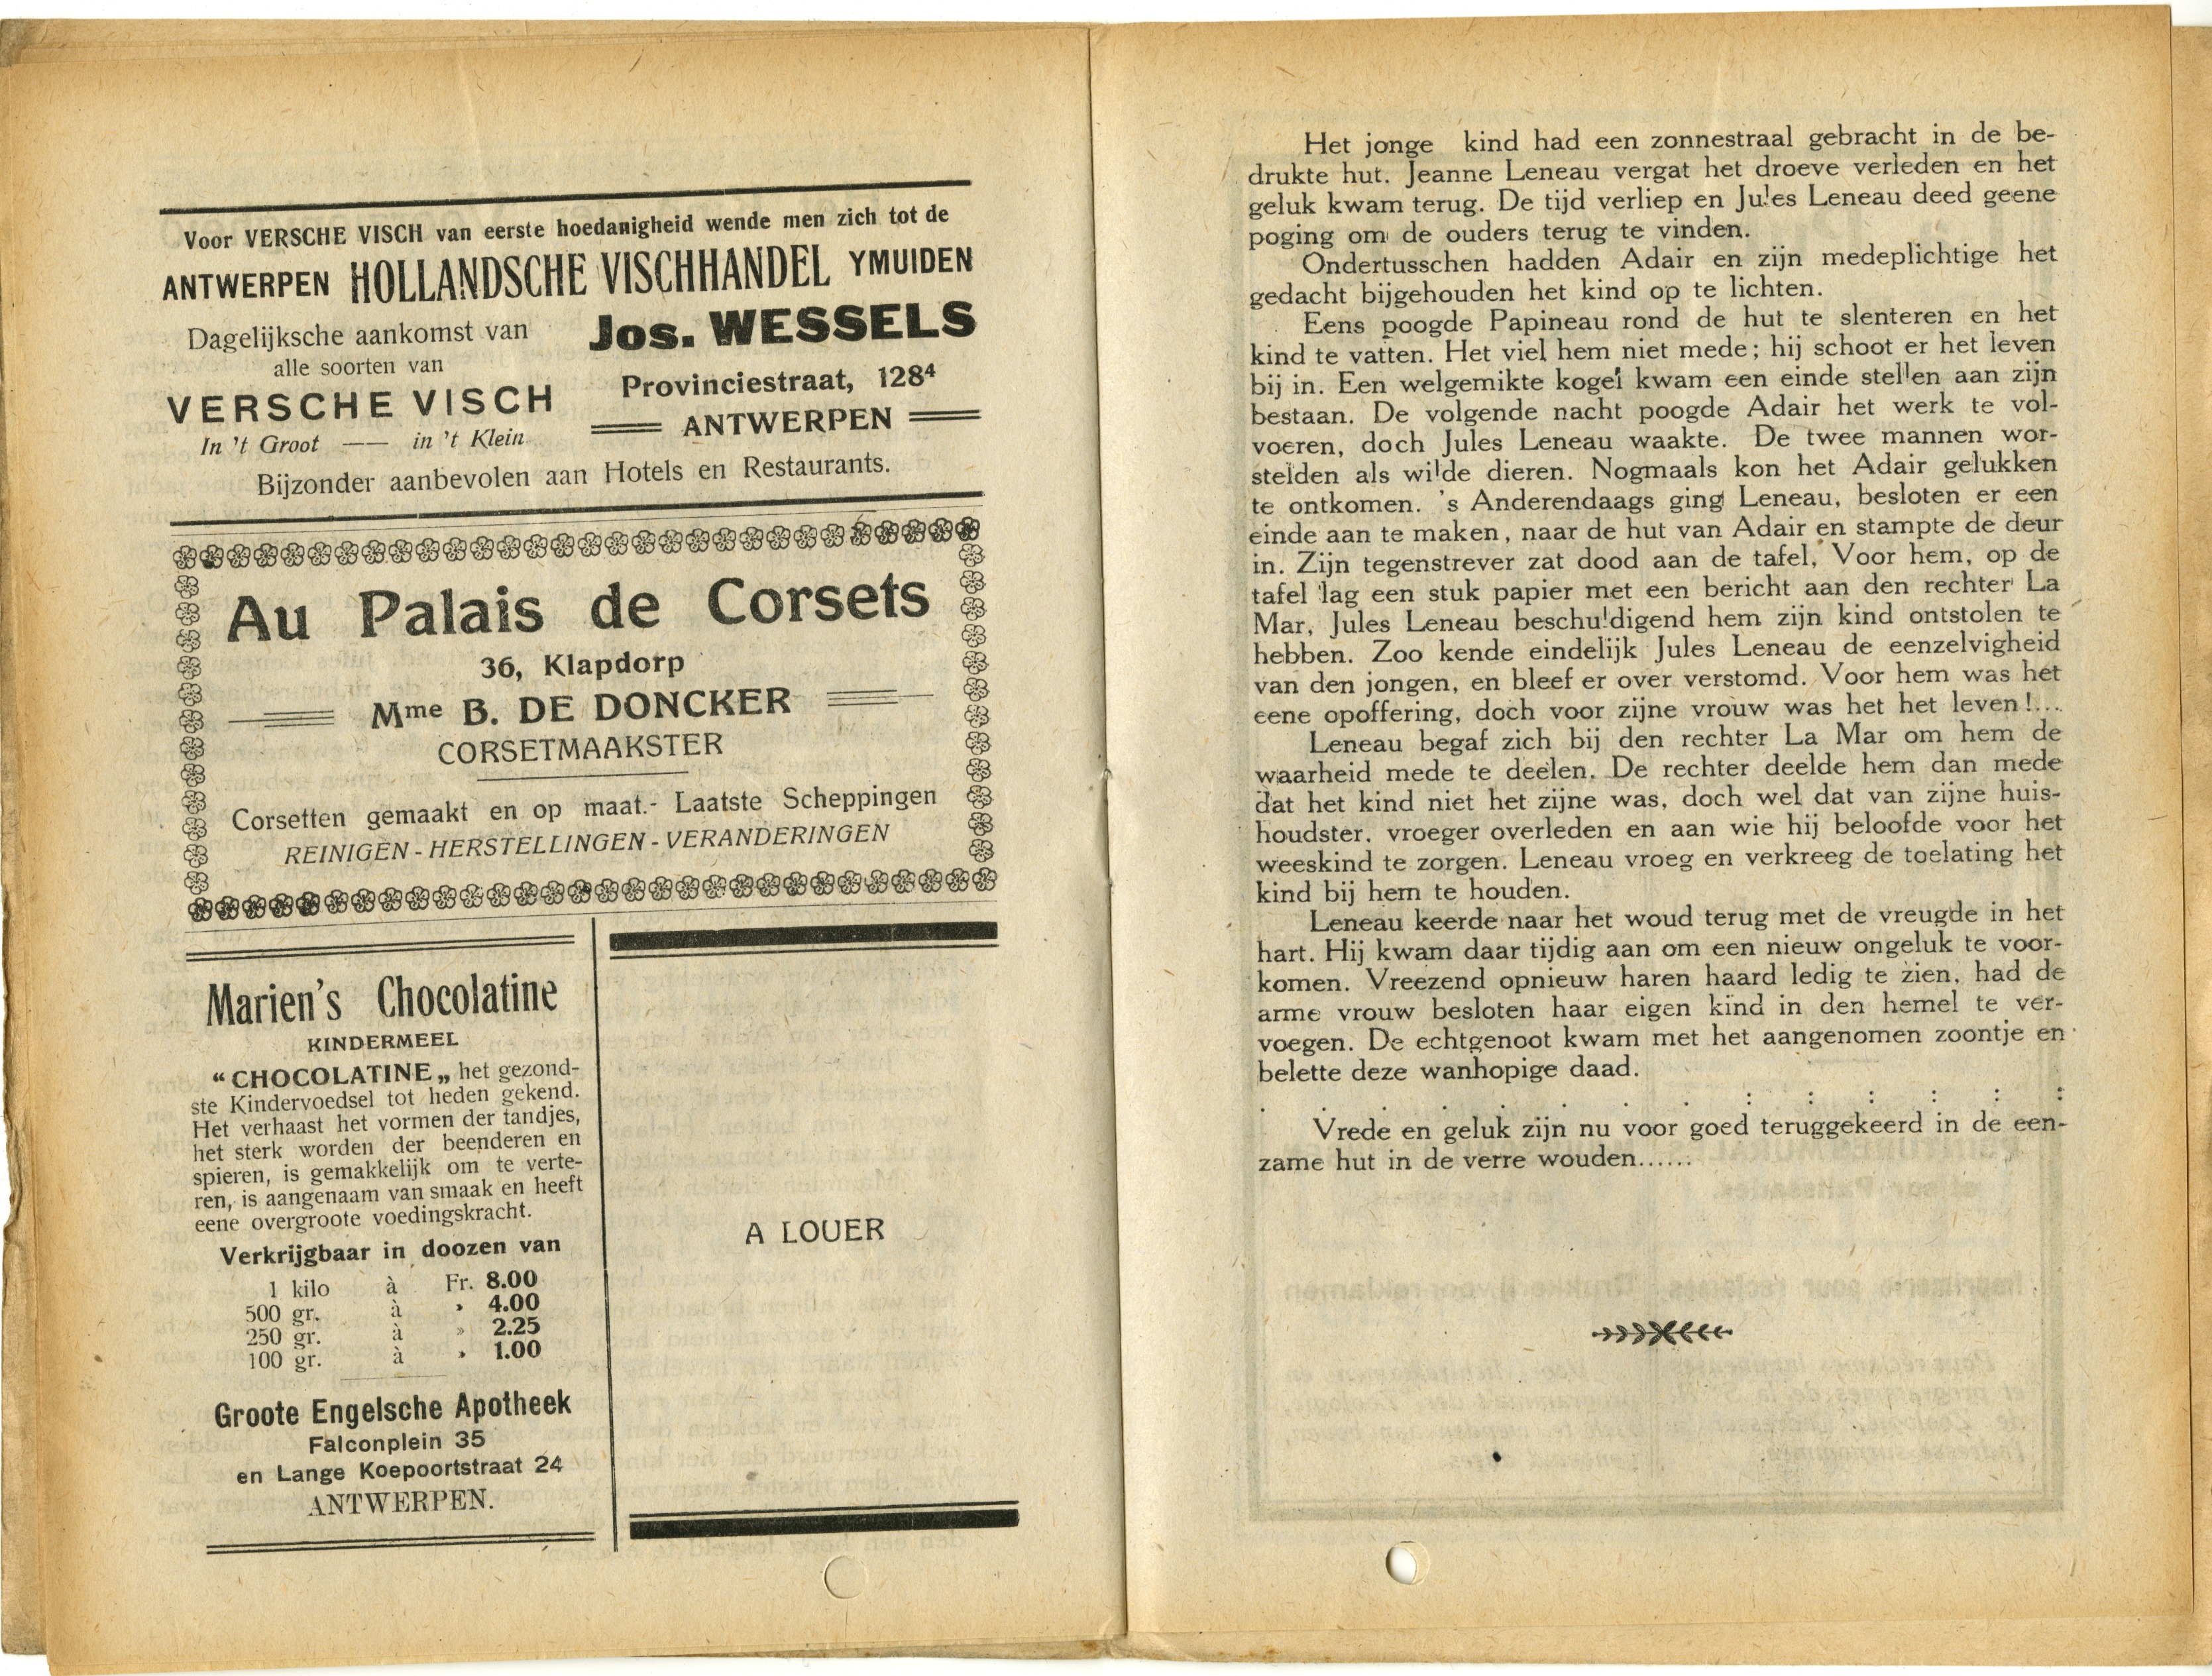 Voor VERSCHE VISCH van eerste hoedanigheid wende men zich tot de
ANTWERPEN HOLLANDSCHE VISCHHANDEL YMUIDEN
Dagelijksche aankomst van
alle soorten van
VERSCHE VISCH
In 't Groot —— in 't Klein
Jos. WESSELS
Provinciestraat, 128⁴
ANTWERPEN
Bijzonder aanbevolen aan Hotels en Restaurants.
Au Palais de Corsets
36, Klapdorp
Mme B. DE DONCKER
CORSETMAAKSTER
Corsetten gemaakt en op maat.- Laatste Scheppingen
REINIGEN - HERSTELLINGEN - VERANDERINGEN
Marien's Chocolatine
KINDERMEEL
“ CHOCOLATINE „ het gezond-
ste Kindervoedsel tot heden gekend.
Het verhaast het vormen der tandjes,
het sterk worden der beenderen en
spieren, is gemakkelijk om te verte-
ren, is aangenaam van smaak en heeft
eene overgroote voedingskracht.
Verkrijgbaar in doozen van
1 kilo à Fr. 8.00
500 gr. à » 4.00
250 gr. à » 2.25
100 gr. à » 1.00
Groote Engelsche Apotheek
Falconplein 35
en Lange Koepoortstraat 24
ANTWERPEN.
A LOUER
Het jonge kind had een zonnestraal gebracht in de be-
drukte hut. Jeanne Leneau vergat het droeve verleden en het
geluk kwam terug. De tijd verliep en Jules Leneau deed geene
poging om de ouders terug te vinden.
Ondertusschen hadden Adair en zijn medeplichtige het
gedacht bijgehouden het kind op te lichten.
Eens poogde Papineau rond de hut te slenteren en het
kind te vatten. Het viel hem niet mede; hij schoot er het leven
bij in. Een welgemikte kogel kwam een einde stellen aan zijn
bestaan. De volgende nacht poogde Adair het werk te vol-
voeren, doch Jules Leneau waakte. De twee mannen wor-
stelden als wilde dieren. Nogmaals kon het Adair gelukken
te ontkomen. 's Anderendaags ging Leneau, besloten er een
einde aan te maken, naar de hut van Adair en stampte de deur
in. Zijn tegenstrever zat dood aan de tafel, Voor hem, op de
tafel lag een stuk papier met een bericht aan den rechter La
Mar, Jules Leneau beschuldigend hem zijn kind ontstolen te
hebben. Zoo kende eindelijk Jules Leneau de eenzelvigheid
van den jongen, en bleef er over verstomd. Voor hem was het
eene opoffering, doch voor zijne vrouw was het het leven!....
Leneau begaf zich bij den rechter La Mar om hem de
waarheid mede te deelen. De rechter deelde hem dan mede
dat het kind niet het zijne was, doch wel dat van zijne huis-
houdster, vroeger overleden en aan wie hij beloofde voor het
weeskind te zorgen. Leneau vroeg en verkreeg de toelating het
kind bij hem te houden.
Leneau keerde naar het woud terug met de vreugde in het
hart. Hij kwam daar tijdig aan om een nieuw ongeluk te voor-
komen. Vreezend opnieuw haren haard ledig te zien, had de
arme vrouw besloten haar eigen kind in den hemel te ver-
voegen. De echtgenoot kwam met het aangenomen zoontje en
belette deze wanhopige daad.
. . . . . . . . : : : : : :
Vrede en geluk zijn nu voor goed teruggekeerd in de een-
zame hut in de verre wouden......